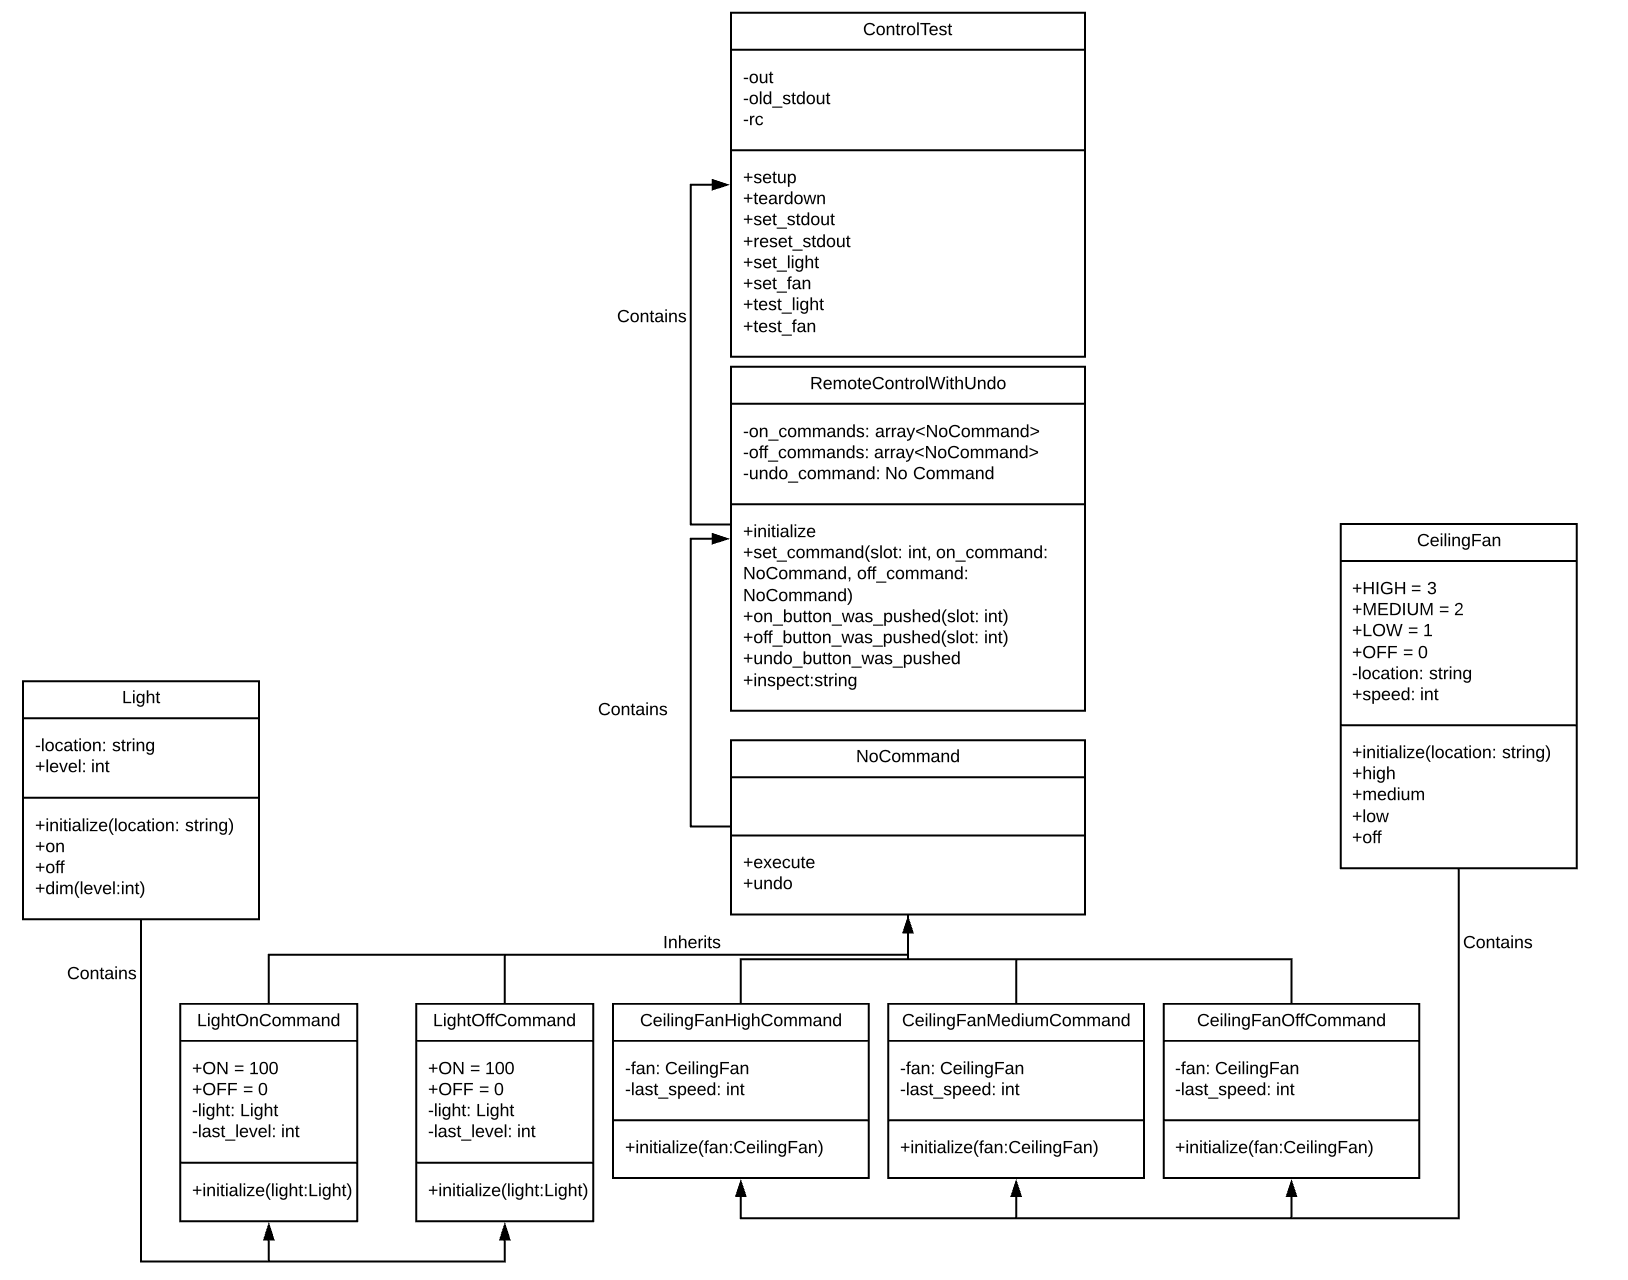 ControlTest
-out
-old_stdout
-rc
+setup
+teardown
+set_stdout
+reset_stdout
+set_light
+set_fan
+test_light
+test_fan
Contains
RemoteControlWithUndo
-on_commands: array<NoCommand>
-off_commands: array<NoCommand>
-undo_command: No Command
+initialize
+set_command(slot: int, on_command:
NoCommand, off_command:
NoCommand)
+on_button_was_pushed(slot: int)
+off_button_was_pushed(slot: int)
+undo_button_was_pushed
+inspect:string
Contains
CeilingFan
+HIGH = 3
+MEDIUM = 2
+LOW = 1
+OFF = 0
-location: string
+speed: int
+initialize(location: string)
+high
+medium
+low
+off
Light
-location: string
+level: int
+initialize(location: string)
+on
+off
+dim(level:int)
NoCommand
+execute
+undo
Inherits
Contains
Contains
LightOnCommand
+ON = 100
+OFF = 0
-light: Light
-last_level: int
+initialize(light:Light)
LightOffCommand
+ON = 100
+OFF = 0
-light: Light
-last_level: int
+initialize(light:Light)
CeilingFanHighCommand
-fan: CeilingFan
-last_speed: int
+initialize(fan:CeilingFan)
CeilingFanMediumCommand
-fan: CeilingFan
-last_speed: int
+initialize(fan:CeilingFan)
CeilingFanOffCommand
-fan: CeilingFan
-last_speed: int
+initialize(fan:CeilingFan)